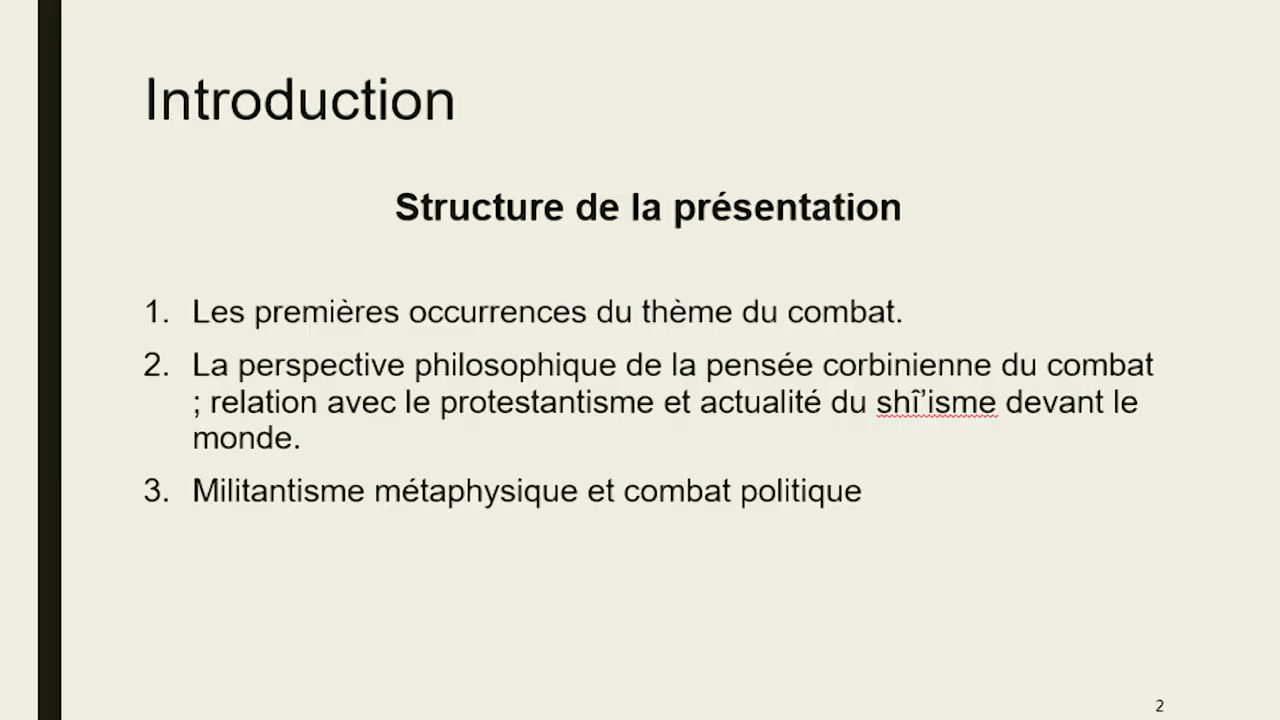 Introduction
Structure de la présentation
1. Les premières occurrences du thème du combat.
2. La perspective philosophique de la pensée corbinienne du combat
; relation avec le protestantisme et actualité du shî’isme devant le
monde.
3. Militantisme métaphysique et combat politique
2